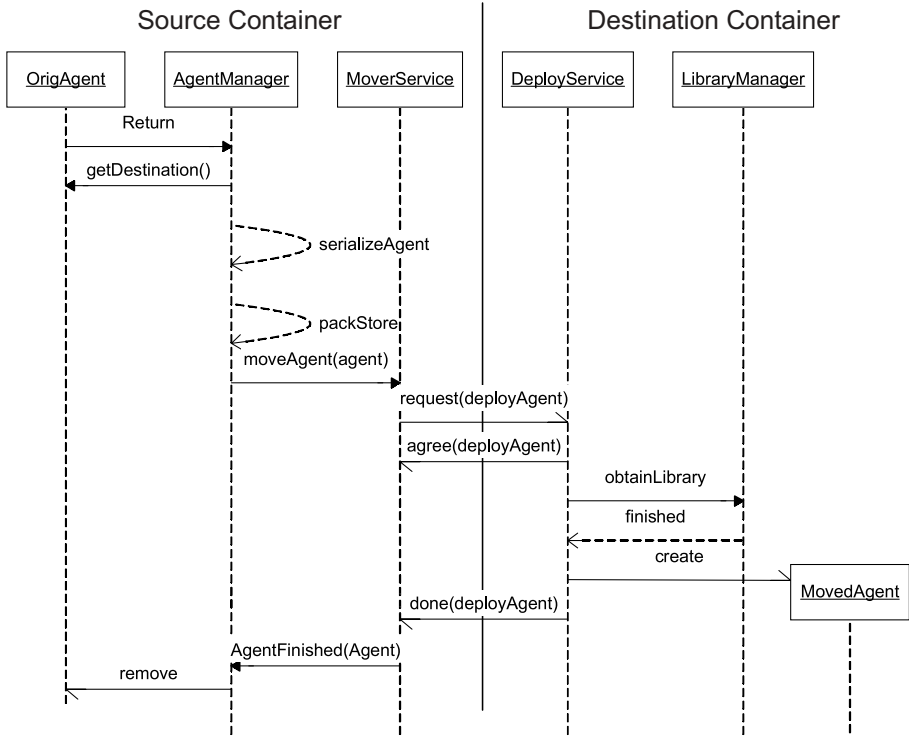 Source Container
Destination Container
OrigAgent
AgentManager
MoverService
DeployService
LibraryManager
Return
getDestination()
serializeAgent
packStore
moveAgent(agent)
request(deployAgent)
agree(deployAgent)
obtainLibrary
finished
create
MovedAgent
done(deployAgent)
AgentFinished(Agent)
remove